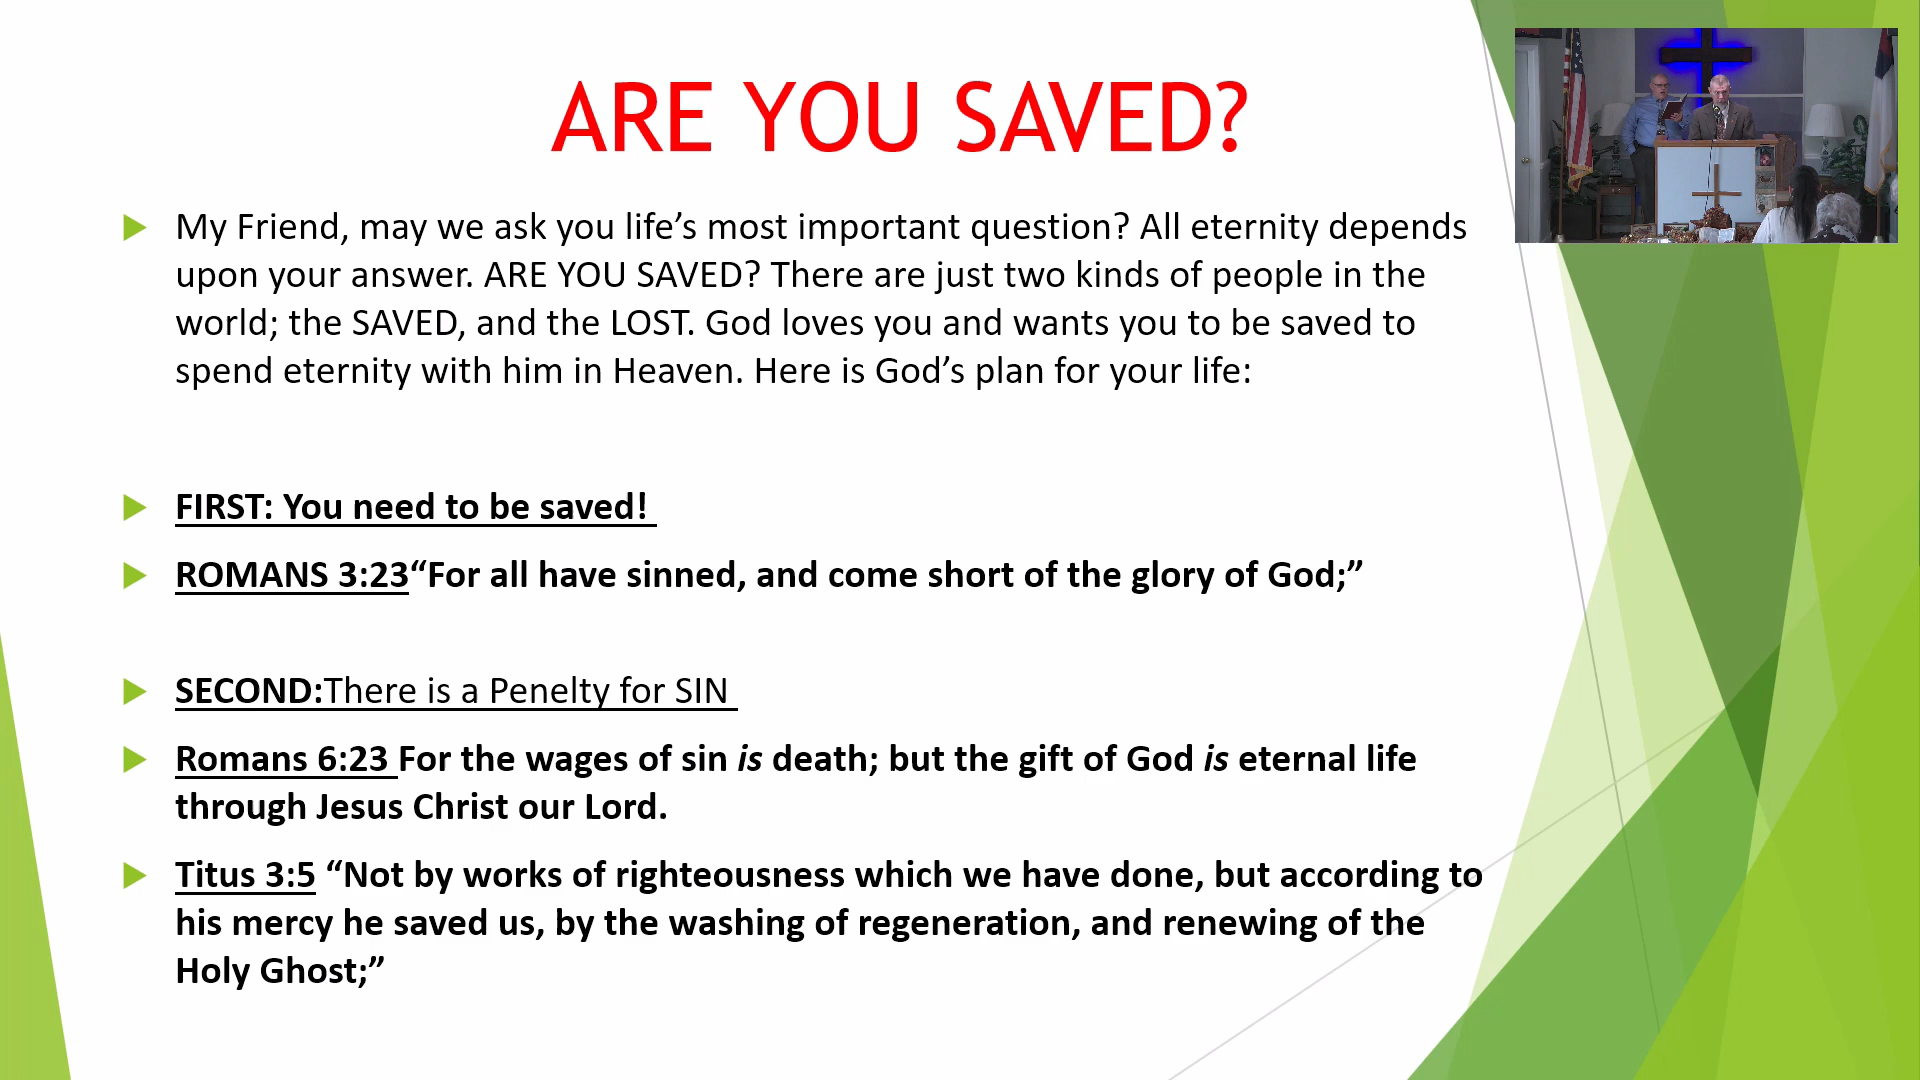 ARE YOU SAVED?
My Friend, may we ask you life’s most important question? All eternity depends
upon your answer. ARE YOU SAVED? There are just two kinds of people in the
world; the SAVED, and the LOST. God loves you and wants you to be saved to
spend eternity with him in Heaven. Here is God’s plan for your life:
FIRST: You need to be saved!
ROMANS 3:23“For all have sinned, and come short of the glory of God;”
SECOND:There is a Penelty for SIN
Romans 6:23 For the wages of sin is death; but the gift of God is eternal life
through Jesus Christ our Lord.
Titus 3:5 “Not by works of righteousness which we have done, but according to
his mercy he saved us, by the washing of regeneration, and renewing of the
Holy Ghost;”